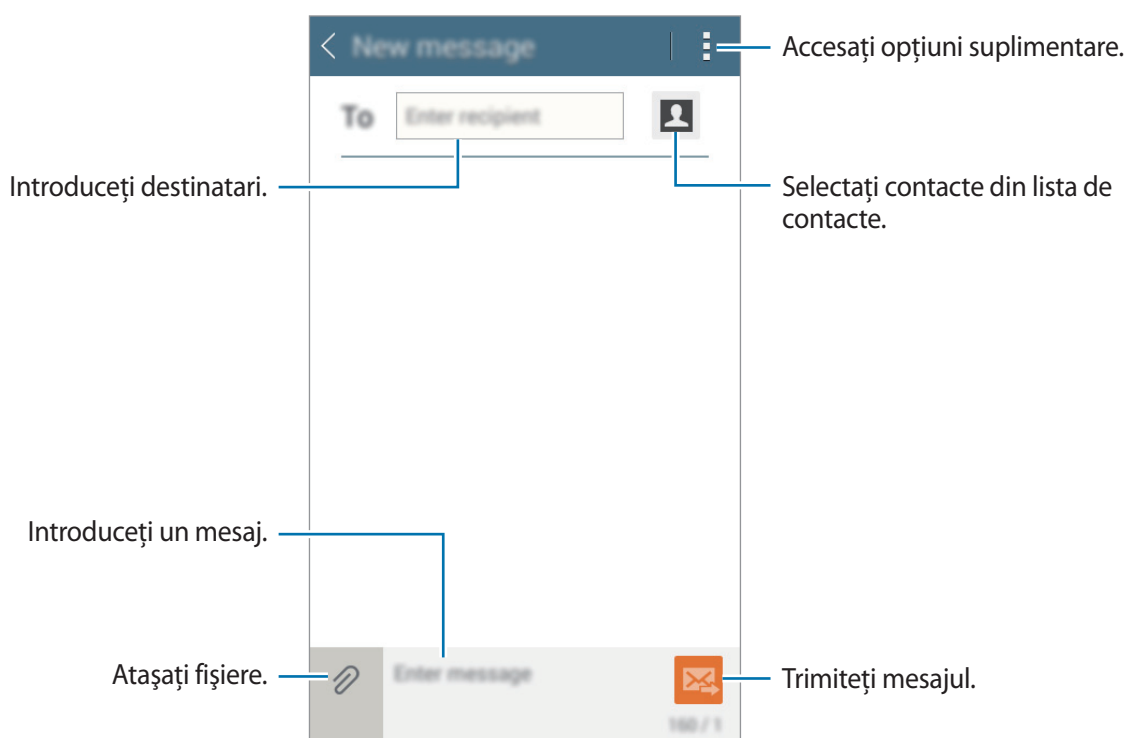 New message
Accesați opțiuni suplimentare.
To
Enter recipient
Introduceți destinatari.
Selectați contacte din lista de
contacte.
Introduceți un mesaj.
Ataşați fişiere.
Enter message
Trimiteți mesajul.
160 / 1